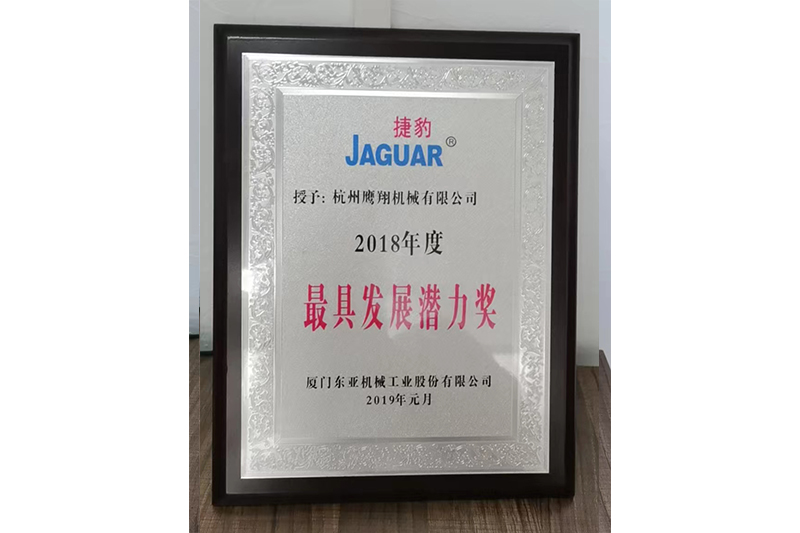 捷豹
JAGUAR®
授予: 杭州鹰翔机械有限公司
2018年度
最具发展潜力奖
厦门东亚机械工业股份有限公司
2019年元月